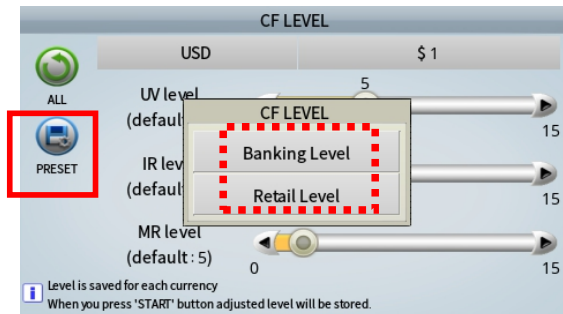 CF LEVEL
USD
$ 1
ALL
PRESET
UV level
(defaul
5
15
CF LEVEL
Banking Level
Retail Level
IR lev
(defaul
15
MR level
(default: 5)
0
15
i
Level is saved for each currency
When you press 'START' button adjusted level will be stored.